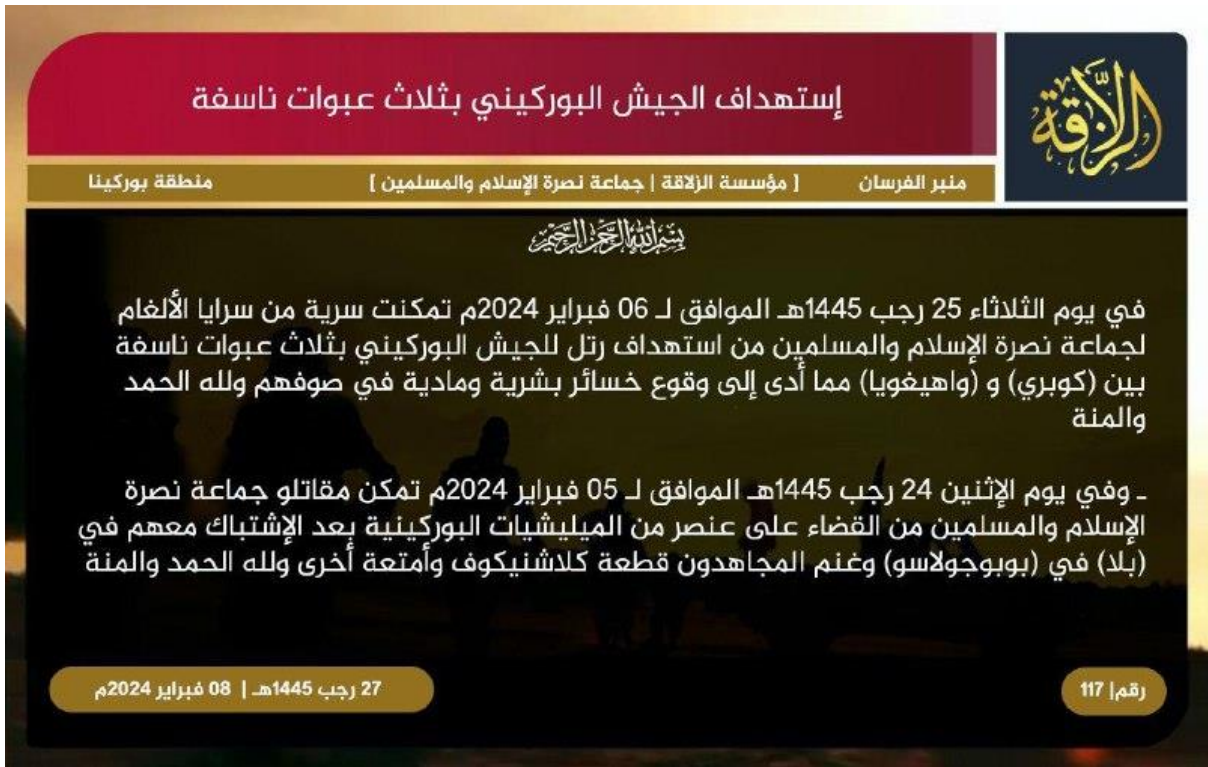 إستهداف الجيش البوركيني بثلاث عبوات ناسفة
الزلاقة
منبر الفرسان [ مؤسسة الزلاقة | جماعة نصرة الإسلام والمسلمين ] منطقة بوركينا
بسم الله الرحمن الرحيم
في يوم الثلاثاء 25 رجب 1445هـ الموافق لـ 06 فبراير 2024م تمكنت سرية من سرايا الألغام
لجماعة نصرة الإسلام والمسلمين من استهداف رتل للجيش البوركيني بثلاث عبوات ناسفة
بين (كوبري) و (واهيغويا) مما أدى إلى وقوع خسائر بشرية ومادية في صوفهم ولله الحمد
والمنة
ـ وفي يوم الإثنين 24 رجب 1445هـ الموافق لـ 05 فبراير 2024م تمكن مقاتلو جماعة نصرة
الإسلام والمسلمين من القضاء على عنصر من الميليشيات البوركينية بعد الإشتباك معهم في
(بلا) في (بوبوجولاسو) وغنم المجاهدون قطعة كلاشنيكوف وأمتعة أخرى ولله الحمد والمنة
رقم| 117
27 رجب 1445هـ | 08 فبراير 2024م